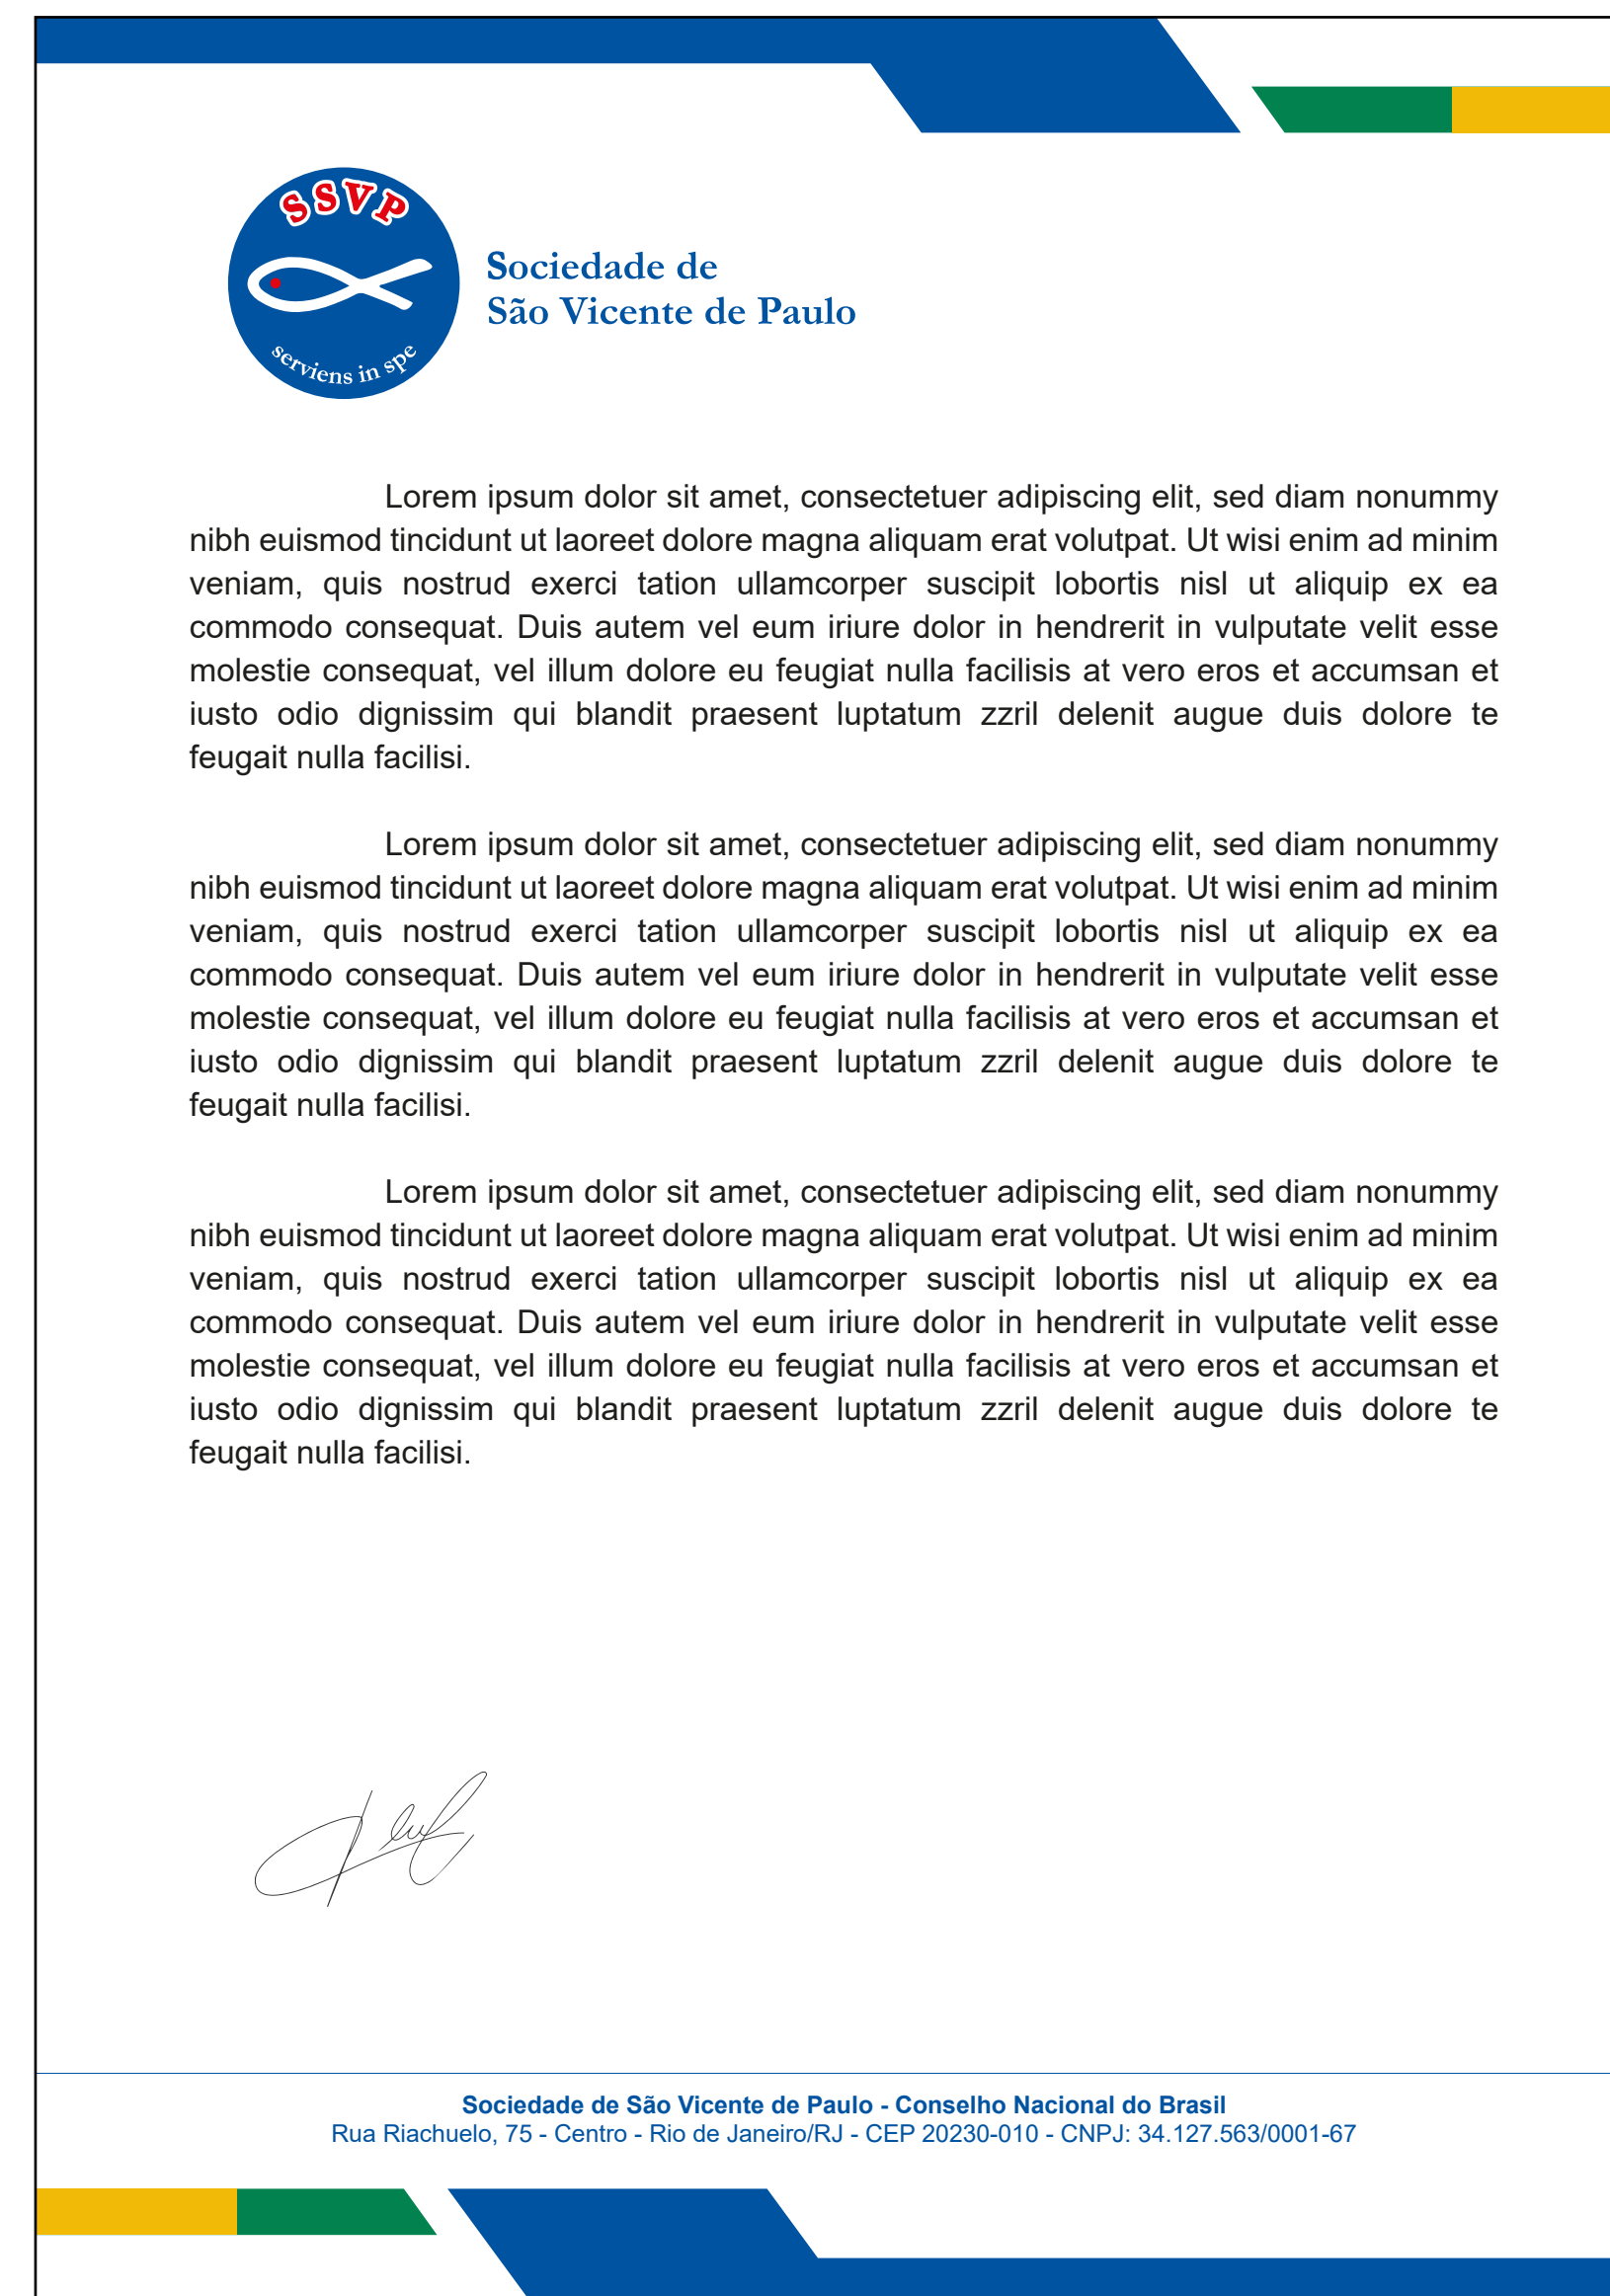 SSVP
serviens in spe
Sociedade de
São Vicente de Paulo
Lorem ipsum dolor sit amet, consectetuer adipiscing elit, sed diam nonummy
nibh euismod tincidunt ut laoreet dolore magna aliquam erat volutpat. Ut wisi enim ad minim
veniam, quis nostrud exerci tation ullamcorper suscipit lobortis nisl ut aliquip ex ea
commodo consequat. Duis autem vel eum iriure dolor in hendrerit in vulputate velit esse
molestie consequat, vel illum dolore eu feugiat nulla facilisis at vero eros et accumsan et
iusto odio dignissim qui blandit praesent luptatum zzril delenit augue duis dolore te
feugait nulla facilisi.
Lorem ipsum dolor sit amet, consectetuer adipiscing elit, sed diam nonummy
nibh euismod tincidunt ut laoreet dolore magna aliquam erat volutpat. Ut wisi enim ad minim
veniam, quis nostrud exerci tation ullamcorper suscipit lobortis nisl ut aliquip ex ea
commodo consequat. Duis autem vel eum iriure dolor in hendrerit in vulputate velit esse
molestie consequat, vel illum dolore eu feugiat nulla facilisis at vero eros et accumsan et
iusto odio dignissim qui blandit praesent luptatum zzril delenit augue duis dolore te
feugait nulla facilisi.
Lorem ipsum dolor sit amet, consectetuer adipiscing elit, sed diam nonummy
nibh euismod tincidunt ut laoreet dolore magna aliquam erat volutpat. Ut wisi enim ad minim
veniam, quis nostrud exerci tation ullamcorper suscipit lobortis nisl ut aliquip ex ea
commodo consequat. Duis autem vel eum iriure dolor in hendrerit in vulputate velit esse
molestie consequat, vel illum dolore eu feugiat nulla facilisis at vero eros et accumsan et
iusto odio dignissim qui blandit praesent luptatum zzril delenit augue duis dolore te
feugait nulla facilisi.
Sociedade de São Vicente de Paulo - Conselho Nacional do Brasil
Rua Riachuelo, 75 - Centro - Rio de Janeiro/RJ - CEP 20230-010 - CNPJ: 34.127.563/0001-67